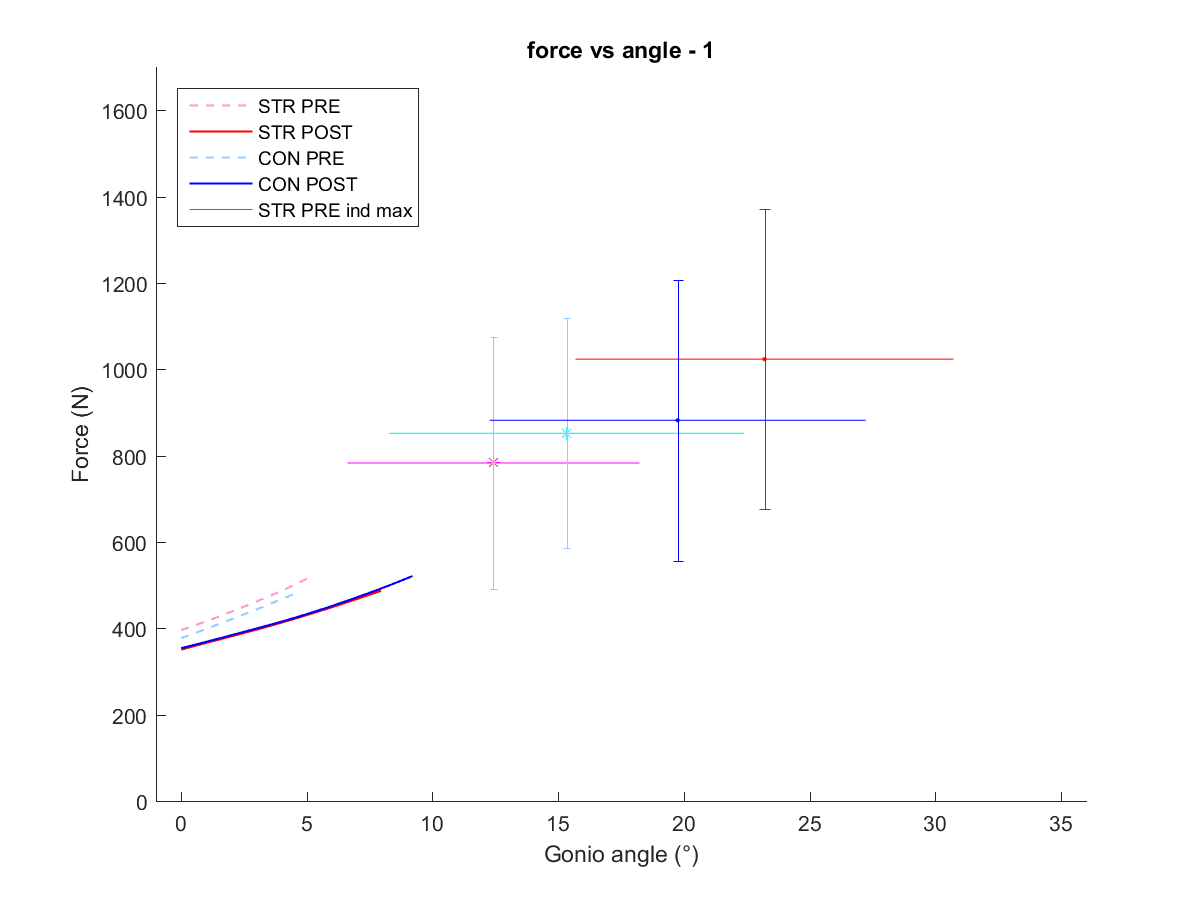 force vs angle - 1
STR PRE
STR POST
CON PRE
CON POST
STR PRE ind max
1600
1400
1200
1000
800
600
400
200
0
Force (N)
0 5 10 15 20 25 30 35
Gonio angle (°)